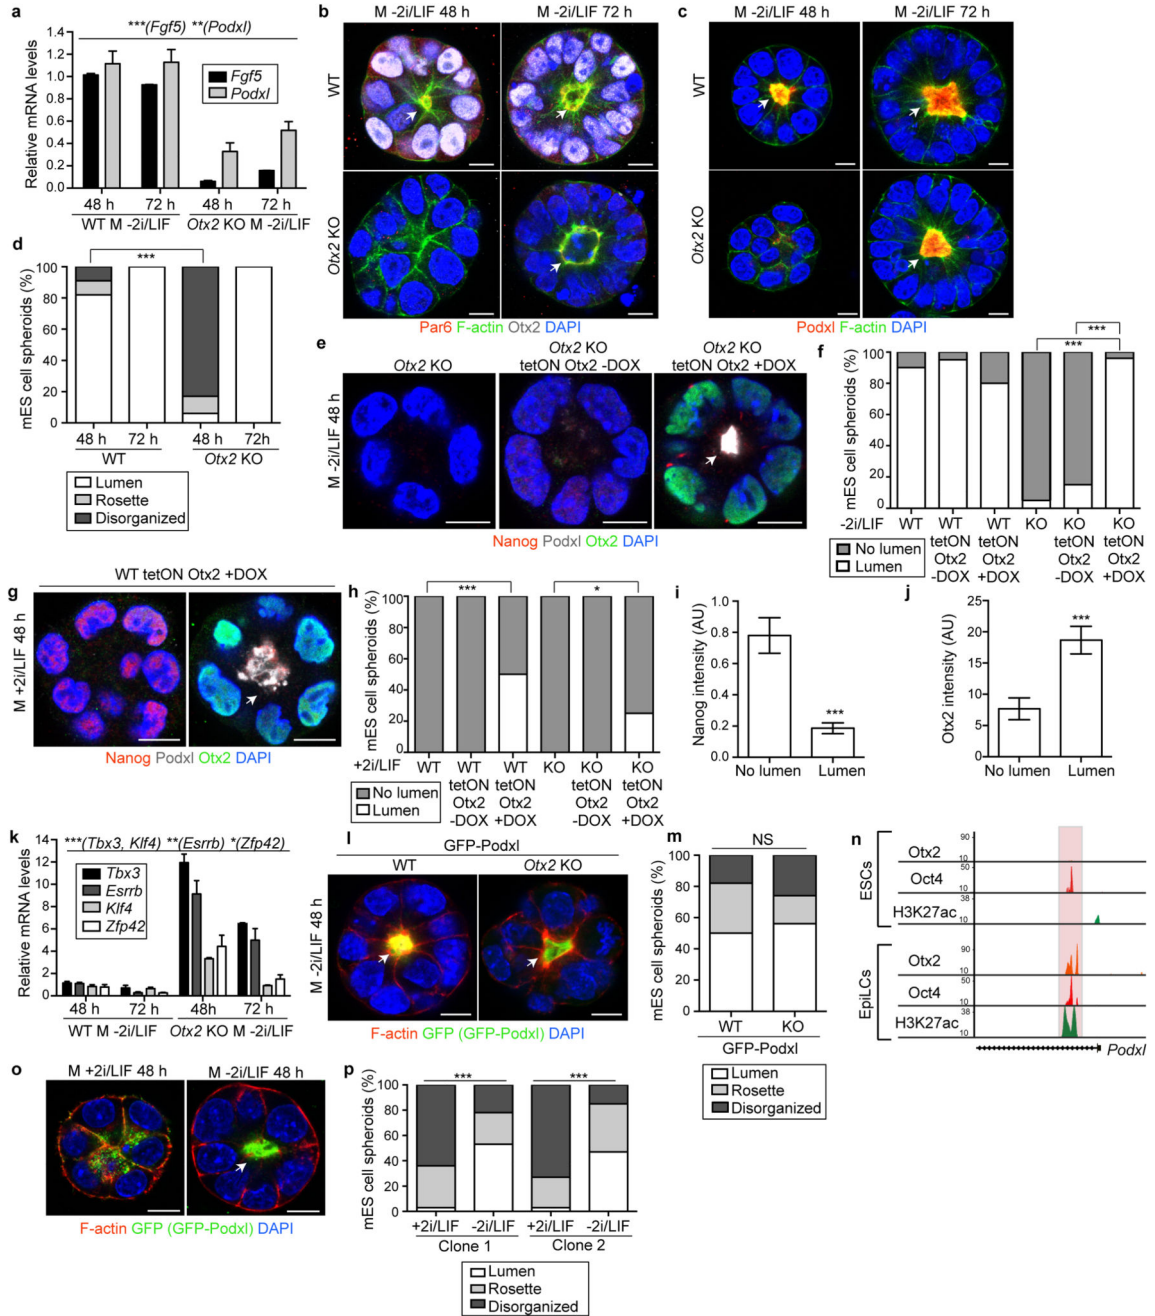 a
***(Fgf5) **(Podxl)
Relative mRNA levels
1.4
1.2
1.0
0.8
0.6
0.4
0.2
0.0
Fgf5
Podxl
48 h 72 h 48 h 72 h
WT M -2i/LIF Otx2 KO M -2i/LIF
b
M -2i/LIF 48 h M -2i/LIF 72 h
WT
Otx2 KO
Par6 F-actin Otx2 DAPI
c
M -2i/LIF 48 h M -2i/LIF 72 h
WT
Otx2 KO
Podxl F-actin DAPI
d
***
mES cell spheroids (%)
100
80
60
40
20
0
48 h 72 h 48 h 72h
WT Otx2 KO
Lumen
Rosette
Disorganized
e
Otx2 KO
Otx2 KO tetON Otx2 -DOX
Otx2 KO tetON Otx2 +DOX
M -2i/LIF 48 h
Nanog Podxl Otx2 DAPI
f
***
***
mES cell spheroids (%)
100
80
60
40
20
0
-2i/LIF WT WT WT KO KO KO
tetON tetON tetON tetON
Otx2 Otx2 Otx2 Otx2
-DOX +DOX -DOX +DOX
No lumen
Lumen
g
WT tetON Otx2 +DOX
M +2i/LIF 48 h
Nanog Podxl Otx2 DAPI
h
*** *
mES cell spheroids (%)
100
80
60
40
20
0
+2i/LIF WT WT WT KO KO KO
tetON tetON tetON tetON
Otx2 Otx2 Otx2 Otx2
-DOX +DOX -DOX +DOX
No lumen
Lumen
i
Nanog intensity (AU)
1.0
0.8
0.6
0.4
0.2
0.0
***
No lumen Lumen
j
Otx2 intensity (AU)
25
20
15
10
5
0
***
No lumen Lumen
k
***(Tbx3, Klf4) **(Esrrb) *(Zfp42)
Relative mRNA levels
14
12
10
8
6
4
2
0
Tbx3
Esrrb
Klf4
Zfp42
48h 72 h 48h 72 h
WT M -2i/LIF Otx2 KO M -2i/LIF
l
GFP-Podxl
WT Otx2 KO
M -2i/LIF 48 h
F-actin GFP (GFP-Podxl) DAPI
m
NS
mES cell spheroids (%)
100
80
60
40
20
0
WT KO
GFP-Podxl
Lumen
Rosette
Disorganized
n
ESCs
Otx2 90 10
Oct4 50 10
H3K27ac 38 10
EpiLCs
Otx2 90 10
Oct4 50 10
H3K27ac 38 10
Podxl
o
M +2i/LIF 48 h M -2i/LIF 48 h
F-actin GFP (GFP-Podxl) DAPI
p
*** ***
mES cell spheroids (%)
100
80
60
40
20
0
+2i/LIF -2i/LIF +2i/LIF -2i/LIF
Clone 1 Clone 2
Lumen
Rosette
Disorganized